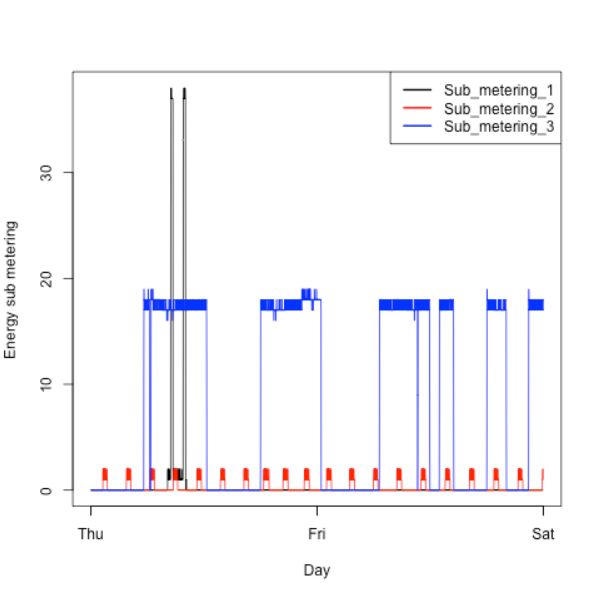 Sub_metering_1
Sub_metering_2
Sub_metering_3
30
20
10
0
Energy sub metering
Thu Fri Sat
Day